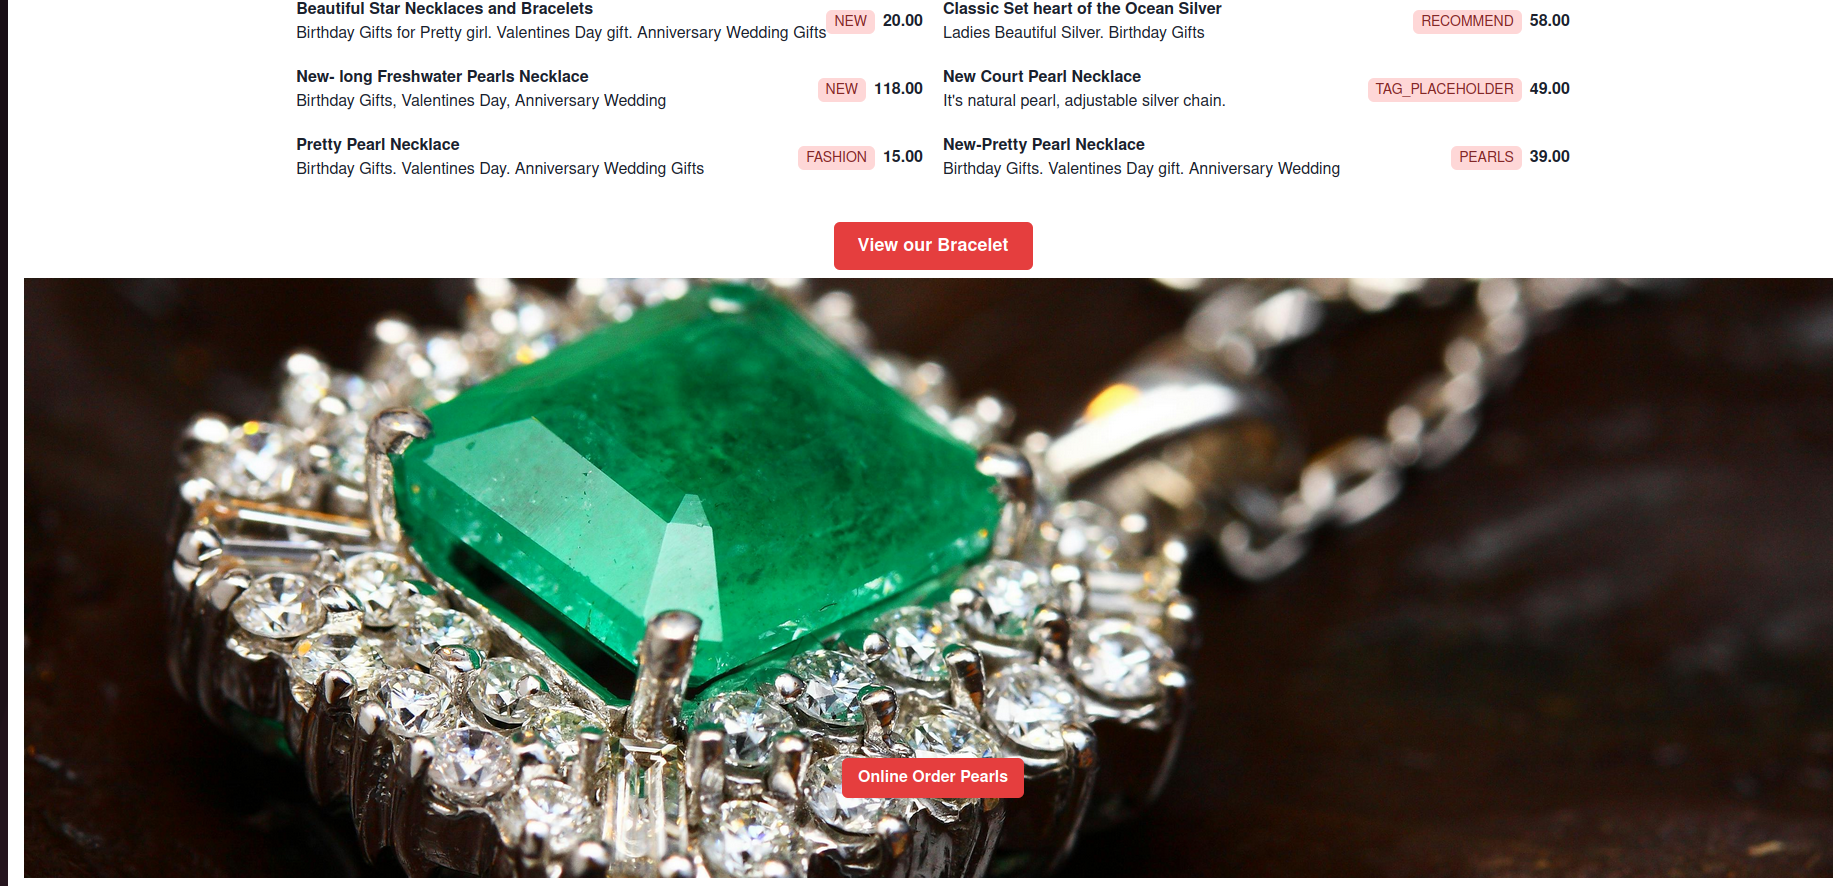 Beautiful Star Necklaces and Bracelets
Birthday Gifts for Pretty girl. Valentines Day gift. Anniversary Wedding Gifts
NEW 20.00
Classic Set heart of the Ocean Silver
Ladies Beautiful Silver. Birthday Gifts
RECOMMEND 58.00
New- long Freshwater Pearls Necklace
Birthday Gifts, Valentines Day, Anniversary Wedding
NEW 118.00
New Court Pearl Necklace
It's natural pearl, adjustable silver chain.
TAG_PLACEHOLDER 49.00
Pretty Pearl Necklace
Birthday Gifts. Valentines Day. Anniversary Wedding Gifts
FASHION 15.00
New-Pretty Pearl Necklace
Birthday Gifts. Valentines Day gift. Anniversary Wedding
PEARLS 39.00
View our Bracelet
Online Order Pearls